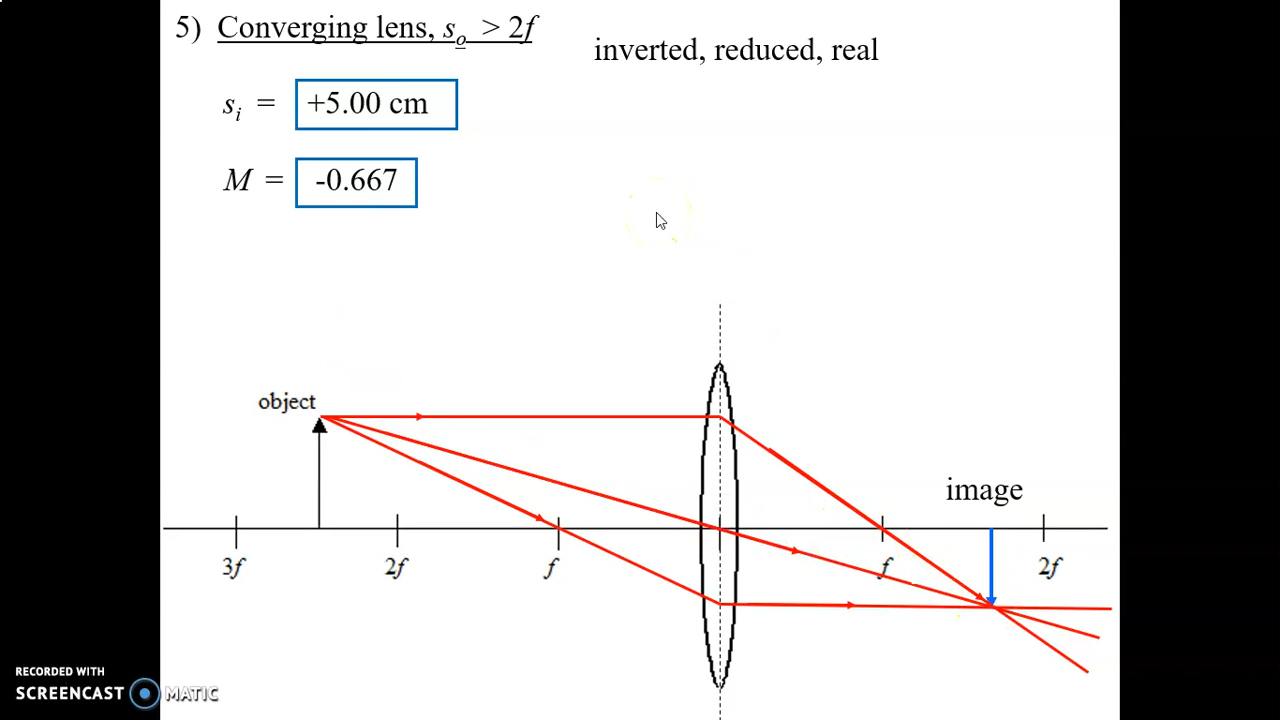 5) Converging lens, sₒ > 2f
inverted, reduced, real
sᵢ = +5.00 cm
M = -0.667
object
image
3f 2f f f 2f
RECORDED WITH
SCREENCAST MATIC